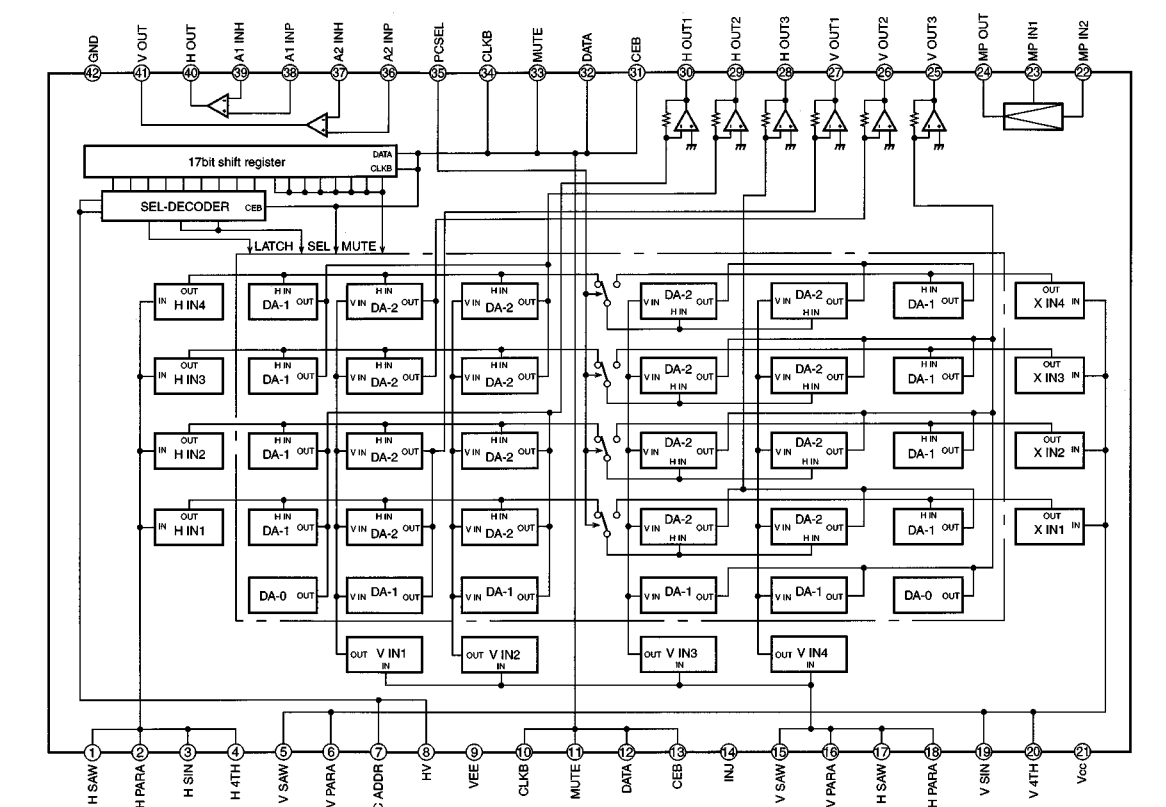 GND V OUT H OUT A1 INH A1 INP A2 INH A2 INP PCSEL CLKB MUTE DATA CEB H OUT1 H OUT2 H OUT3 V OUT1 V OUT2 V OUT3 MP OUT MP IN1 MP IN2
42 41 40 39 38 37 36 35 34 33 32 31 30 29 28 27 26 25 24 23 22
17bit shift register DATA
CLKB
SEL-DECODER CEB
LATCH SEL MUTE
OUT H IN H IN H IN DA-2 DA-2 H IN OUT
IN H IN4 DA-1 OUT V IN DA-2 OUT V IN DA-2 OUT V IN OUT V IN OUT DA-1 OUT X IN4 IN
H IN H IN
OUT H IN H IN H IN DA-2 DA-2 H IN OUT
IN H IN3 DA-1 OUT V IN DA-2 OUT V IN DA-2 OUT V IN OUT V IN OUT DA-1 OUT X IN3 IN
H IN H IN
OUT H IN H IN H IN DA-2 DA-2 H IN OUT
IN H IN2 DA-1 OUT V IN DA-2 OUT V IN DA-2 OUT V IN OUT V IN OUT DA-1 OUT X IN2 IN
H IN H IN
OUT H IN H IN H IN DA-2 DA-2 H IN OUT
IN H IN1 DA-1 OUT V IN DA-2 OUT V IN DA-2 OUT V IN OUT V IN OUT DA-1 OUT X IN1 IN
H IN H IN
DA-0 OUT V IN DA-1 OUT V IN DA-1 OUT V IN DA-1 OUT V IN DA-1 OUT DA-0 OUT
OUT V IN1 OUT V IN2 OUT V IN3 OUT V IN4
IN IN IN IN
1 2 3 4 5 6 7 8 9 10 11 12 13 14 15 16 17 18 19 20 21
H SAW H PARA H SIN H 4TH V SAW V PARA C ADDR HV VEE CLKB MUTE DATA CEB INJ V SAW V PARA H SAW H PARA V SIN V 4TH Vcc